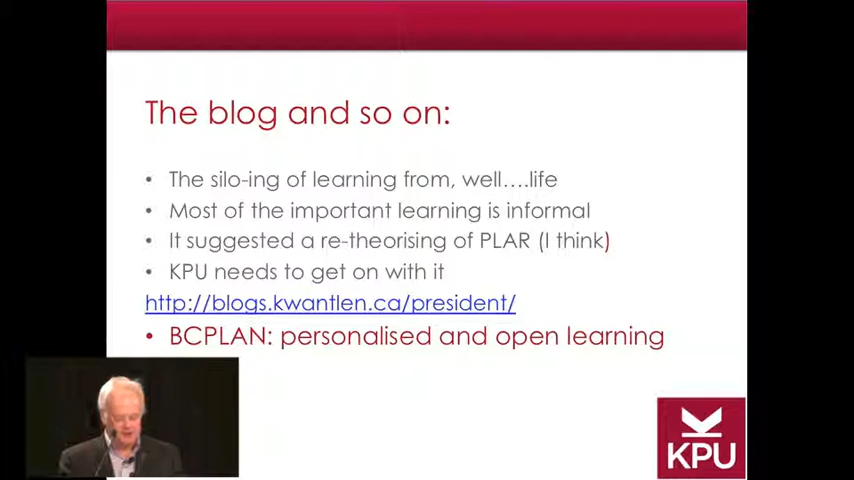 The blog and so on:
• The silo-ing of learning from, well....life
• Most of the important learning is informal
• It suggested a re-theorising of PLAR (I think)
• KPU needs to get on with it
http://blogs.kwantlen.ca/president/
• BCPLAN: personalised and open learning
KPU